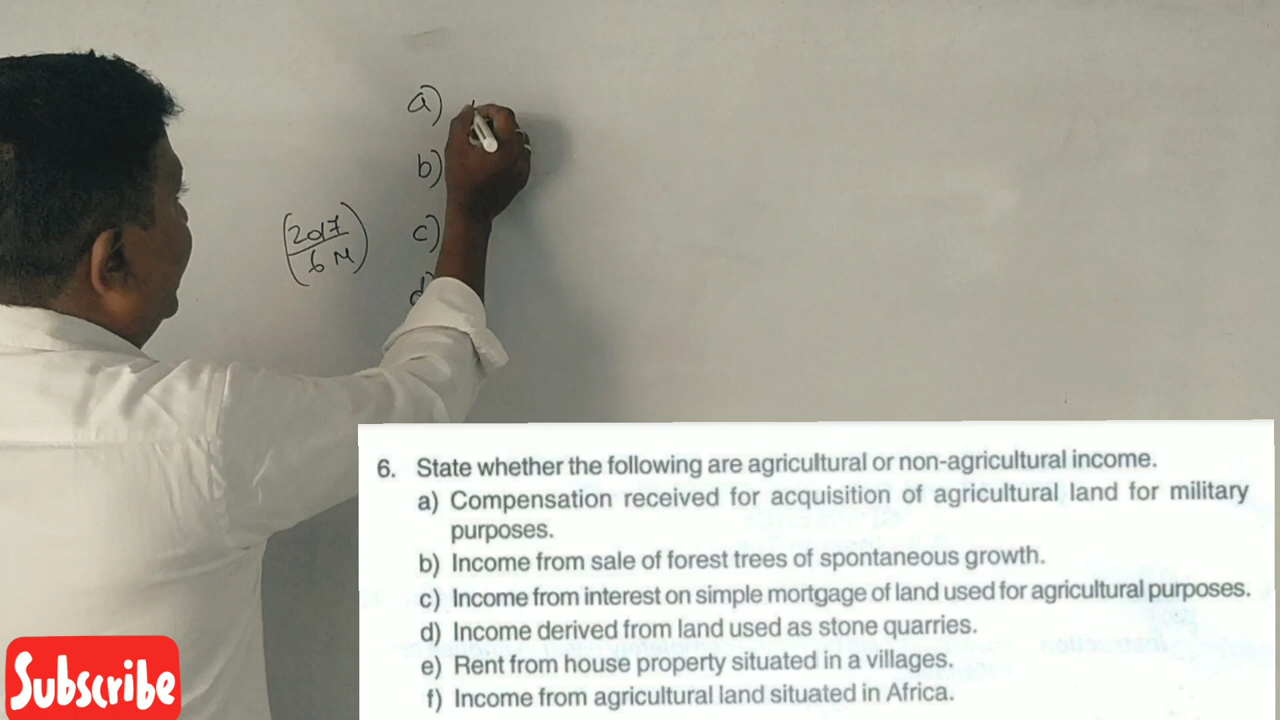 a)
b)
(2017
6 M)
c)
d)
6. State whether the following are agricultural or non-agricultural income.
a) Compensation received for acquisition of agricultural land for military
purposes.
b) Income from sale of forest trees of spontaneous growth.
c) Income from interest on simple mortgage of land used for agricultural purposes.
d) Income derived from land used as stone quarries.
e) Rent from house property situated in a villages.
f) Income from agricultural land situated in Africa.
Subscribe